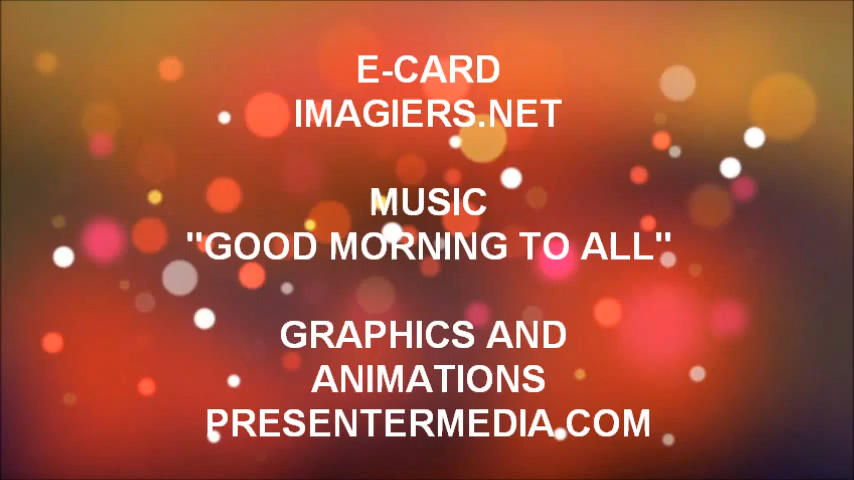 E-CARD
IMAGIERS.NET
MUSIC
"GOOD MORNING TO ALL"
GRAPHICS AND
ANIMATIONS
PRESENTERMEDIA.COM